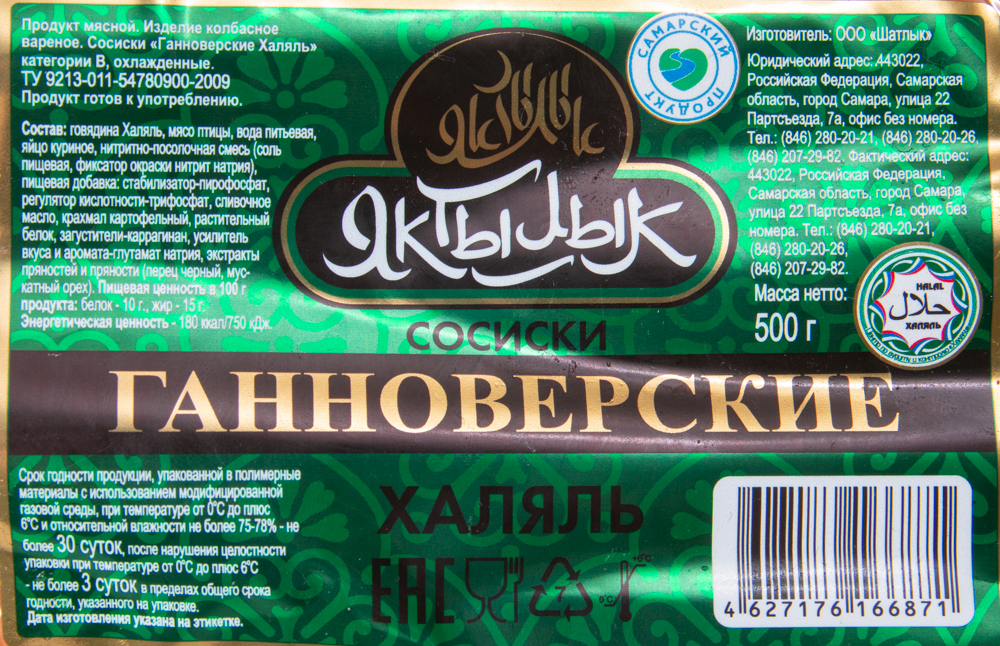 Продукт мясной. Изделие колбасное
вареное. Сосиски «Ганноверские Халяль»
категории В, охлажденные.
ТУ 9213-011-54780900-2009
Продукт готов к употреблению.
Состав: говядина Халяль, мясо птицы, вода питьевая,
яйцо куриное, нитритно-посолочная смесь (соль
пищевая, фиксатор окраски нитрит натрия),
пищевая добавка: стабилизатор-пирофосфат,
регулятор кислотности-трифосфат, сливочное
масло, крахмал картофельный, растительный
белок, загустители-каррагинан, усилитель
вкуса и аромата-глутамат натрия, экстракты
пряностей и пряности (перец черный, мус-
катный орех). Пищевая ценность в 100 г
продукта: белок - 10 г., жир - 15 г.
Энергетическая ценность - 180 ккал/750 кДж.
Якты лык
САМАРСКИЙ
ПРОДУКТ
Изготовитель: ООО «Шатлык»
Юридический адрес: 443022,
Российская Федерация, Самарская
область, город Самара, улица 22
Партсъезда, 7а, офис без номера.
Тел.: (846) 280-20-21, (846) 280-20-26,
(846) 207-29-82. Фактический адрес:
443022, Российская Федерация,
Самарская область, город Самара,
улица 22 Партсъезда, 7а, офис без
номера. Тел.: (846) 280-20-21,
(846) 280-20-26,
(846) 207-29-82.
Масса нетто:
500 г
HALAL
حلال
ХАЛЯЛЬ
СОСИСКИ
ГАННОВЕРСКИЕ
ХАЛЯЛЬ
Срок годности продукции, упакованной в полимерные
материалы с использованием модифицированной
газовой среды, при температуре от 0°С до плюс
6°С и относительной влажности не более 75-78% - не
более 30 суток, после нарушения целостности
упаковки при температуре от 0°С до плюс 6°С
- не более 3 суток в пределах общего срока
годности, указанного на упаковке.
Дата изготовления указана на этикетке.
ЕАС
7
+6°C
0°C
4 627176 166871